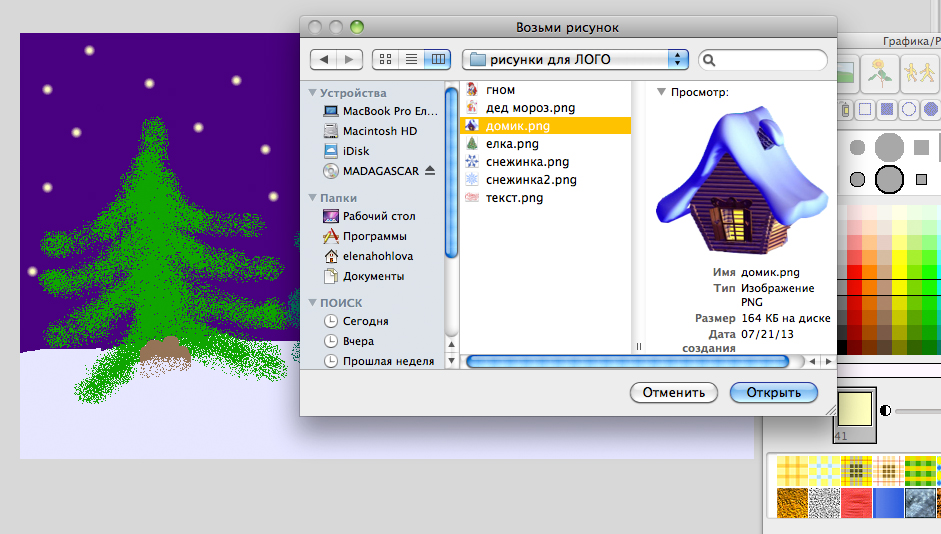 Возьми рисунок
Графика/Р
рисунки для ЛОГО
Устройства
MacBook Pro Ел...
Macintosh HD
iDisk
MADAGASCAR
Папки
Рабочий стол
Программы
elenahohlova
Документы
ПОИСК
Сегодня
Вчера
Прошлая неделя
гном
дед мороз.png
домик.png
елка.png
снежинка.png
снежинка2.png
текст.png
Просмотр:
Имя домик.png
Тип Изображение
PNG
Размер 164 КБ на диске
Дата 07/21/13
создания
Отменить
Открыть
41